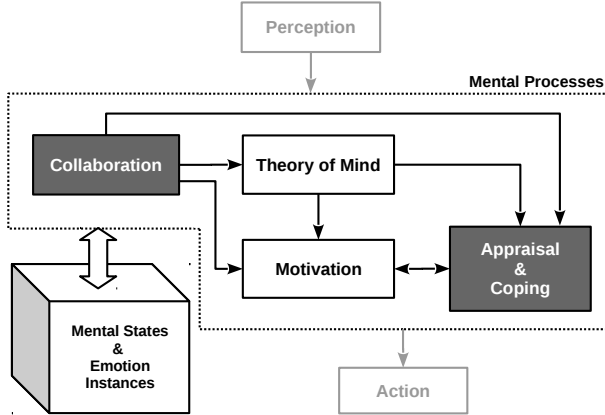 Perception
Mental Processes
Collaboration
Theory of Mind
Motivation
Appraisal
&
Coping
Mental States
&
Emotion
Instances
Action